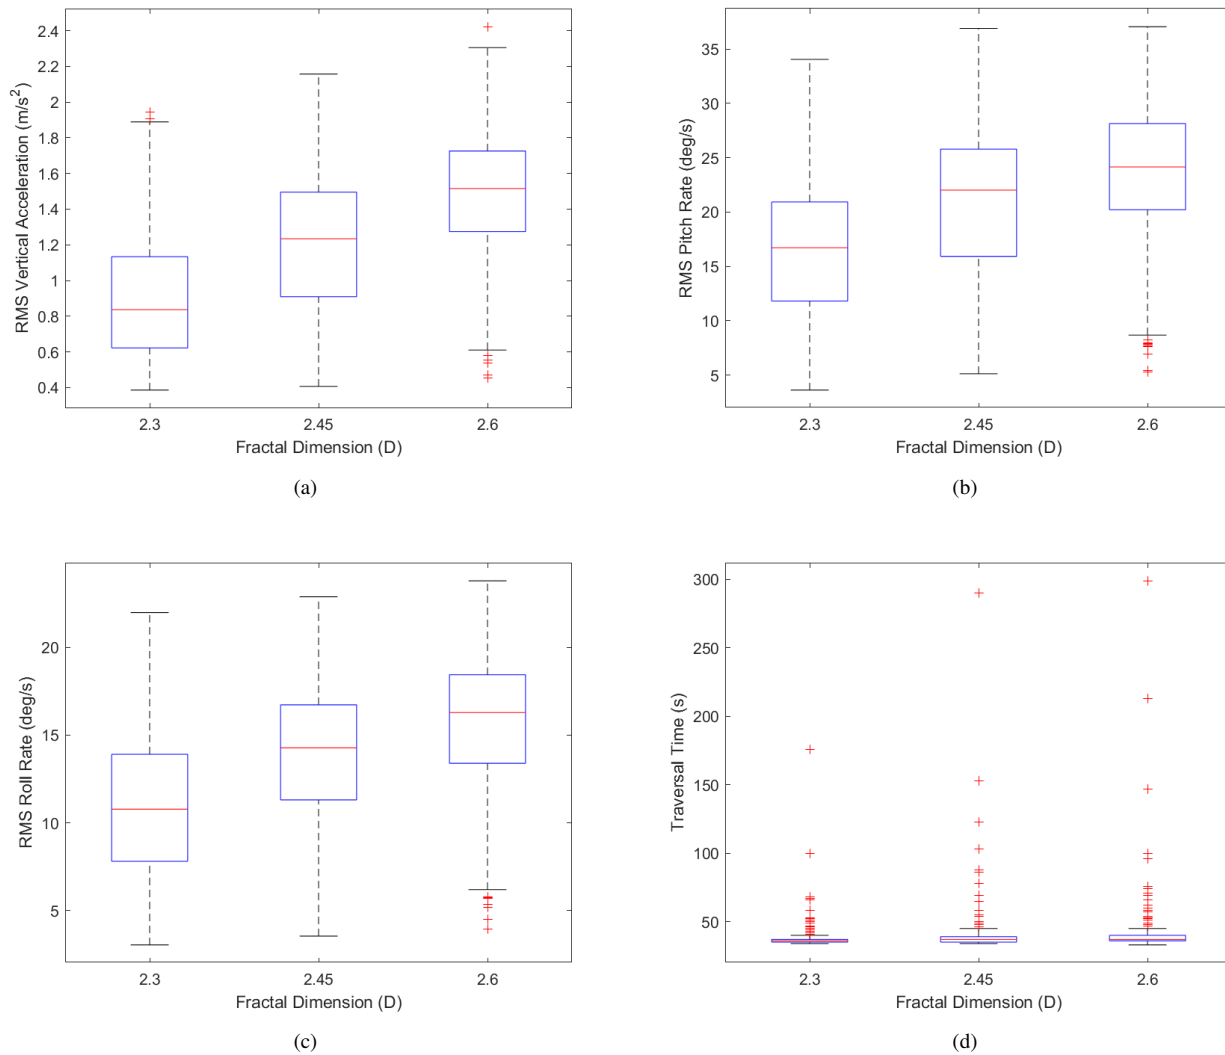 2.4
2.2
2
1.8
1.6
1.4
1.2
1
0.8
0.6
0.4
RMS Vertical Acceleration (m/s²)
2.3 2.45 2.6
Fractal Dimension (D)
(a)
35
30
25
20
15
10
5
RMS Pitch Rate (deg/s)
2.3 2.45 2.6
Fractal Dimension (D)
(b)
20
15
10
5
RMS Roll Rate (deg/s)
2.3 2.45 2.6
Fractal Dimension (D)
(c)
300
250
200
150
100
50
Traversal Time (s)
2.3 2.45 2.6
Fractal Dimension (D)
(d)